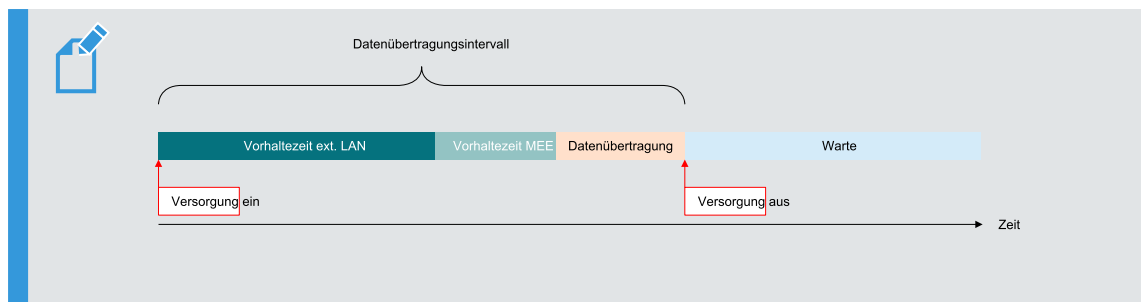 Datenübertragungsintervall
Vorhaltezeit ext. LAN
Vorhaltezeit MEE
Datenübertragung
Warte
Versorgung ein
Versorgung aus
Zeit